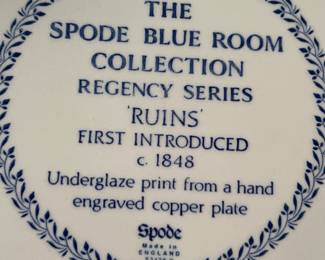 THE
SPODE BLUE ROOM
COLLECTION
REGENCY SERIES
'RUINS'
FIRST INTRODUCED
c. 1848
Underglaze print from a hand
engraved copper plate
Spode
Made in
ENGLAND